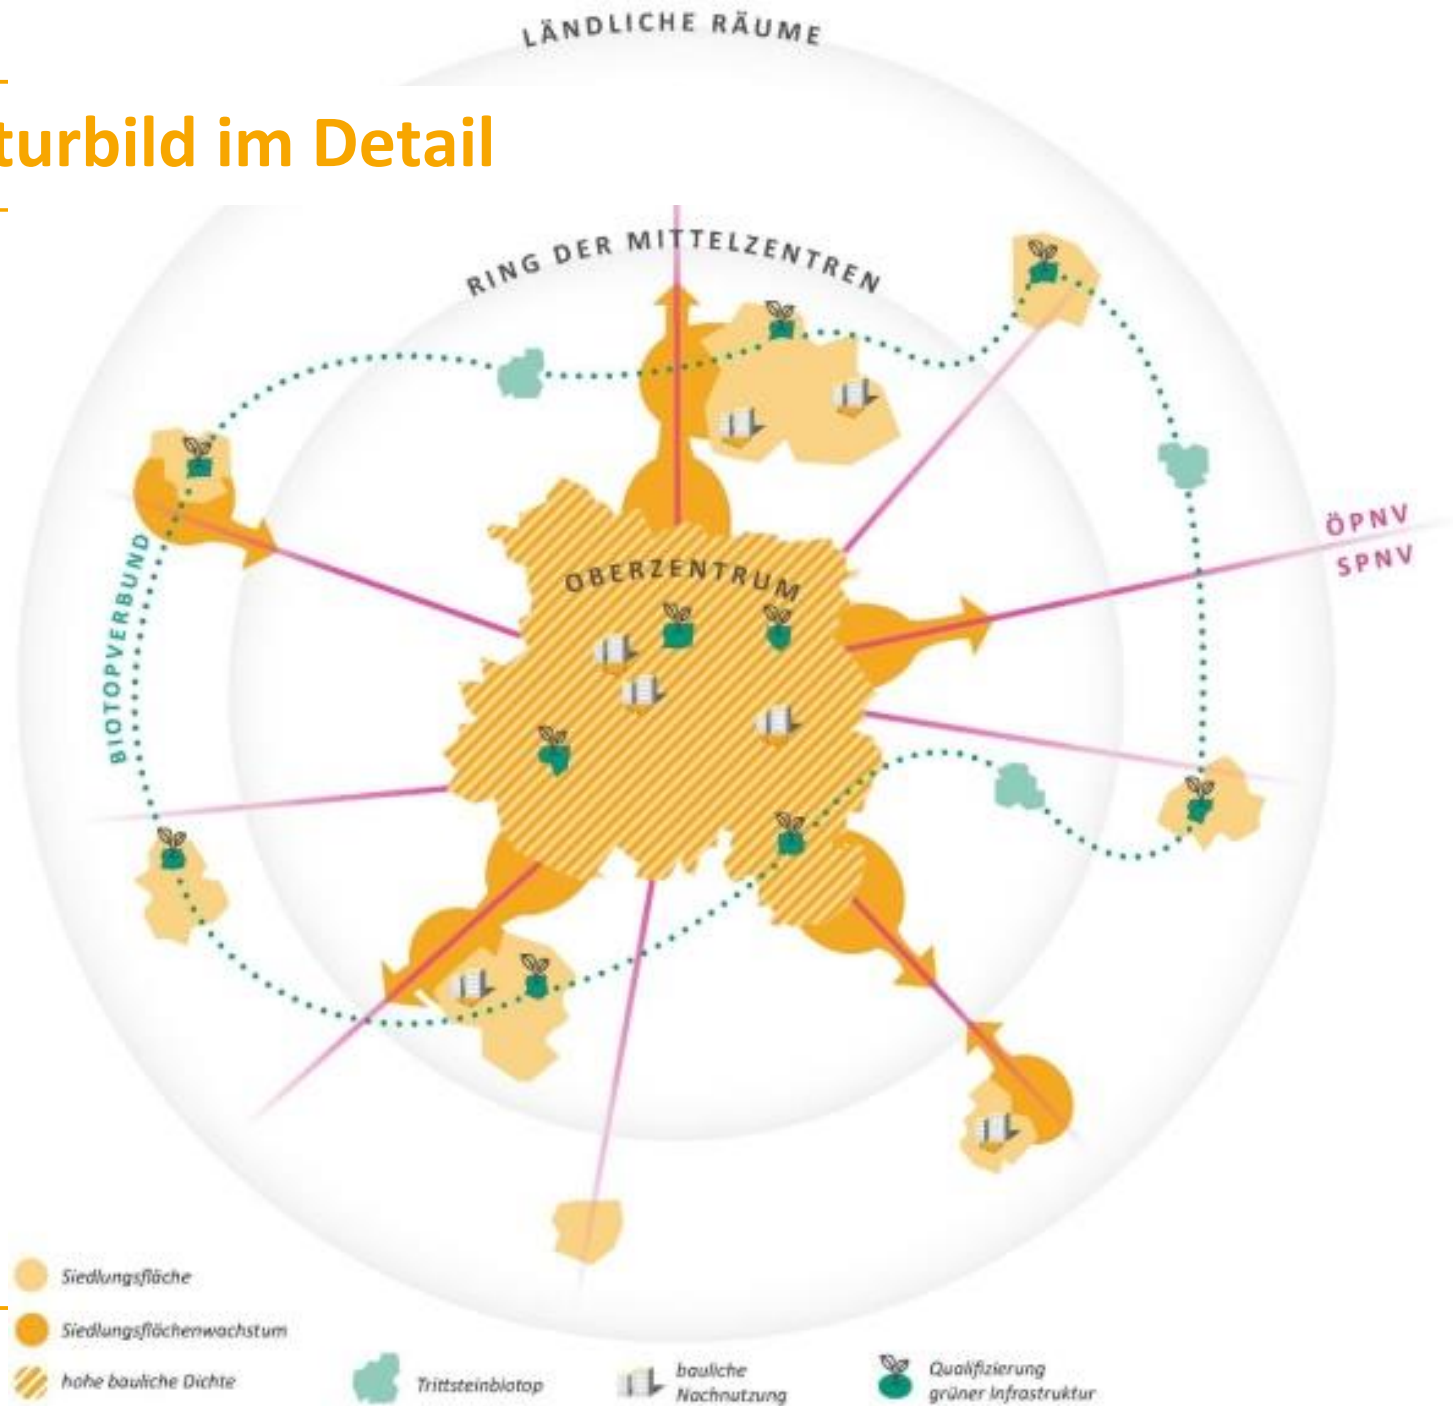 LÄNDLICHE RÄUME
turbild im Detail
RING DER MITTELZENTREN
ÖPNV
SPNV
BIOTOPVERBUND
OBERZENTRUM
Siedlungsfläche
Siedlungsflächenwachstum
hohe bauliche Dichte
Trittsteinbiotop
bauliche
Nachnutzung
Qualifizierung
grüner Infrastruktur